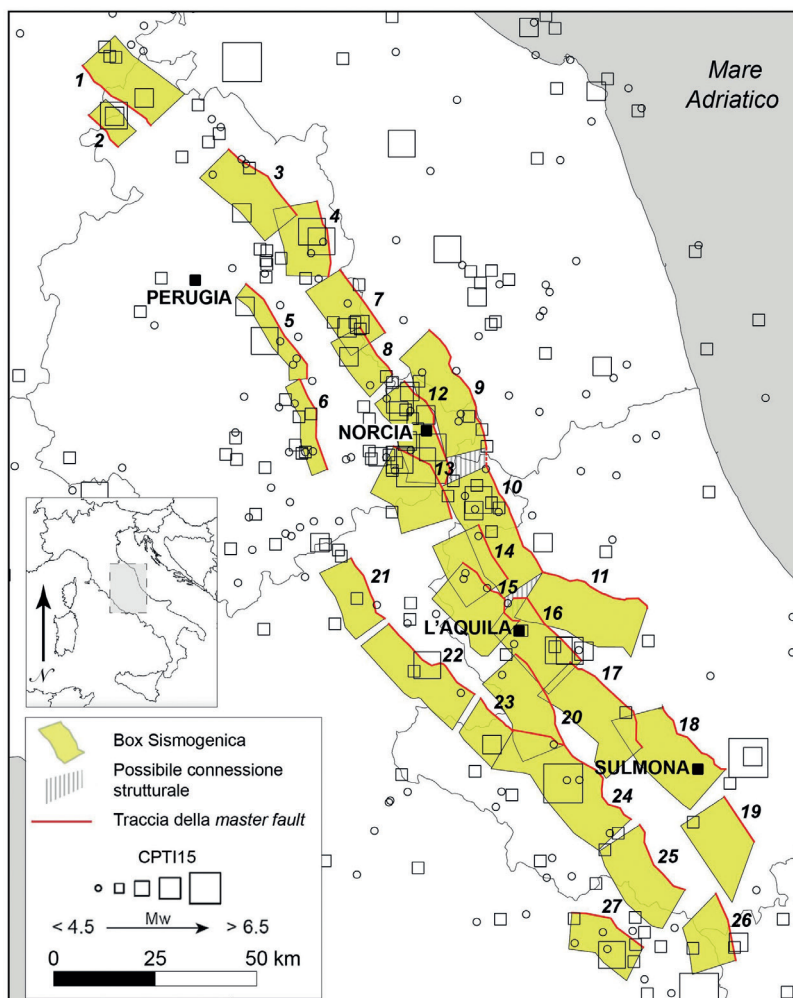 Mare
Adriatico
1
2
3
4
PERUGIA
7
5
8
9
6
12
NORCIA
13
10
14
11
21
15
16
L'AQUILA
22
17
23
20
18
SULMONA
24
19
25
27
26
N
Box Sismogenica
Possibile connessione
strutturale
Traccia della master fault
CPTI15
< 4.5 Mw > 6.5
0 25 50 km